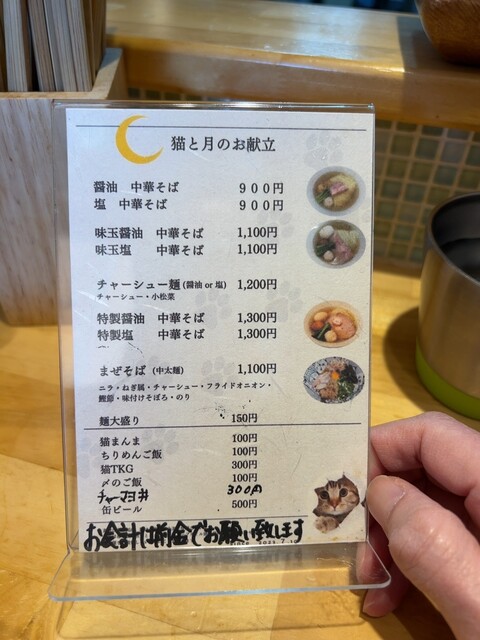 猫と月のお献立
醤油 中華そば 900円
塩 中華そば 900円
味玉醤油 中華そば 1,100円
味玉塩 中華そば 1,100円
チャーシュー麺(醤油 or 塩) 1,200円
チャーシュー・小松菜
特製醤油 中華そば 1,300円
特製塩 中華そば 1,300円
まぜそば(中太麺) 1,100円
ニラ・ねぎ属・チャーシュー・フライドオニオン・
鰹節・味付けそぼろ・のり
麺大盛り 150円
猫まんま 100円
ちりめんご飯 100円
猫TKG 300円
〆のご飯 100円
チャーマヨ丼 300円
缶ビール 500円
お会計は前金でお願い致します